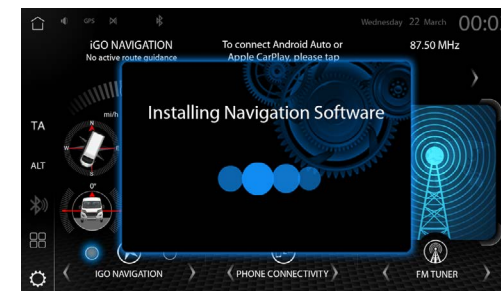 GPS
Wednesday 22 March 00:0
iGO NAVIGATION
No active route guidance
To connect Android Auto or
Apple CarPlay, please tap
87.50 MHz
Installing Navigation Software
TA
mi/h
N
W
S
ALT
0°
IGO NAVIGATION
PHONE CONNECTIVITY
FM TUNER